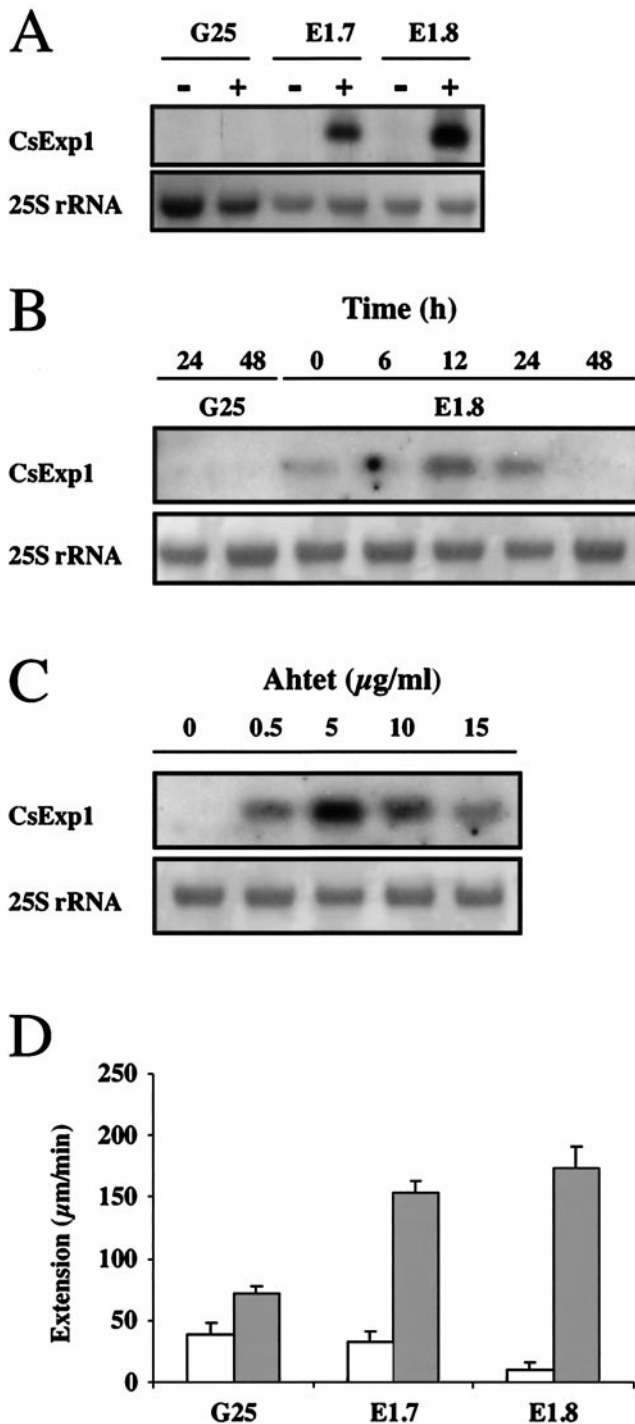 A
G25 E1.7 E1.8
- + - + - +
CsExp1
25S rRNA
B
Time (h)
24 48 0 6 12 24 48
G25 E1.8
CsExp1
25S rRNA
C
Ahtet (µg/ml)
0 0.5 5 10 15
CsExp1
25S rRNA
D
Extension (µm/min)
250
200
150
100
50
0
G25 E1.7 E1.8